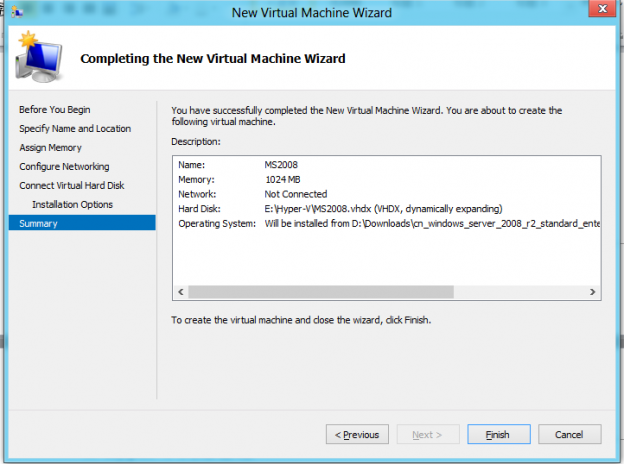 New Virtual Machine Wizard
Completing the New Virtual Machine Wizard
Before You Begin
Specify Name and Location
Assign Memory
Configure Networking
Connect Virtual Hard Disk
Installation Options
Summary
You have successfully completed the New Virtual Machine Wizard. You are about to create the
following virtual machine.
Description:
Name: MS2008
Memory: 1024 MB
Network: Not Connected
Hard Disk: E:\Hyper-V\MS2008.vhdx (VHDX, dynamically expanding)
Operating System: Will be installed from D:\Downloads\cn_windows_server_2008_r2_standard_ente
To create the virtual machine and close the wizard, click Finish.
< Previous
Next >
Finish
Cancel